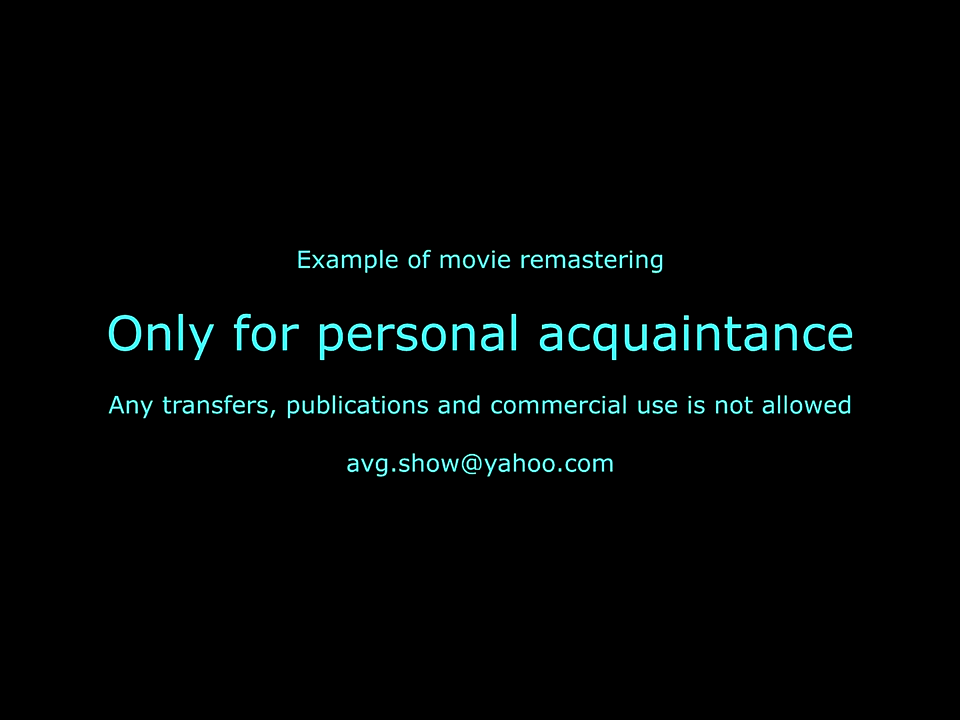 Example of movie remastering
Only for personal acquaintance
Any transfers, publications and commercial use is not allowed
avg.show@yahoo.com